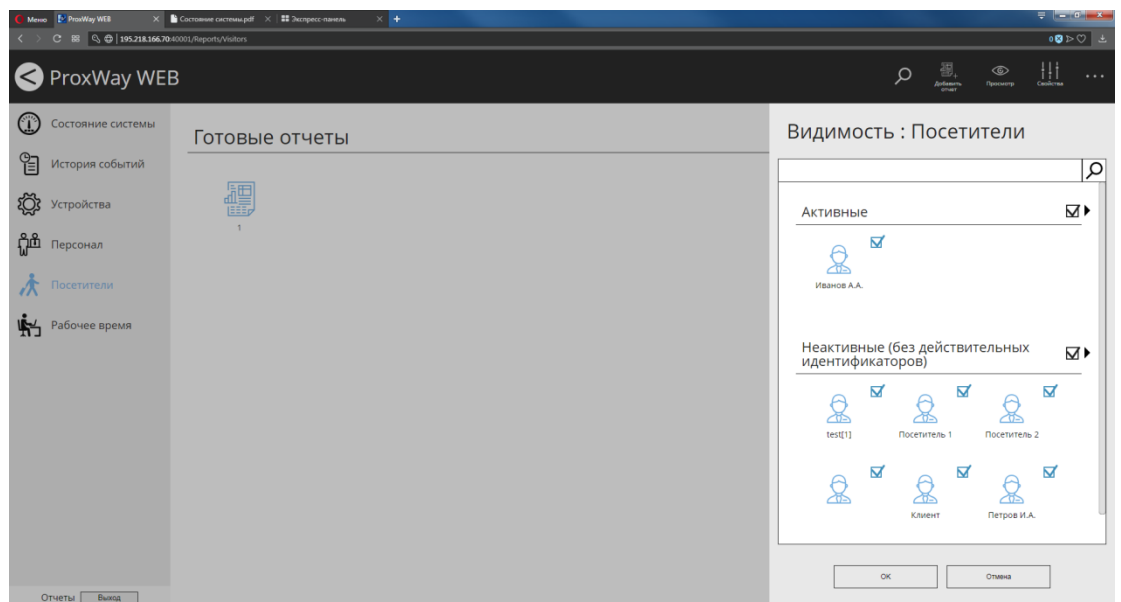 Меню
ProxWay WEB
Состояние системы.pdf
Экспресс-панель
195.218.166.70:40001/Reports/Visitors
0
ProxWay WEB
Добавить отчет
Просмотр
Свойства
Состояние системы
История событий
Устройства
Персонал
Посетители
Рабочее время
Отчеты
Выход
Готовые отчеты
1
Видимость : Посетители
Активные
Иванов А.А.
Неактивные (без действительных
идентификаторов)
test[1]
Посетитель 1
Посетитель 2
Клиент
Петров И.А.
ОК
Отмена